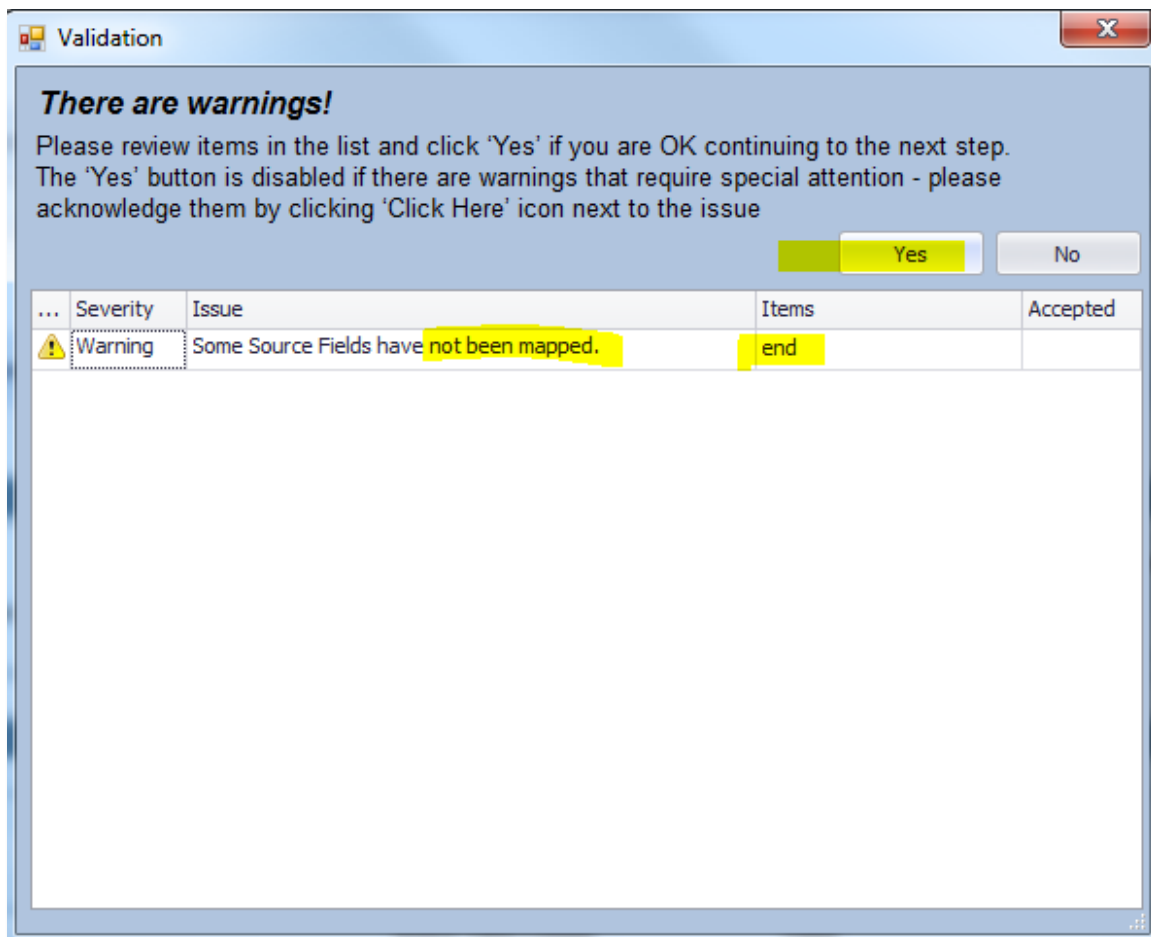 Validation
There are warnings!
Please review items in the list and click ‘Yes’ if you are OK continuing to the next step.
The ‘Yes’ button is disabled if there are warnings that require special attention - please
acknowledge them by clicking ‘Click Here’ icon next to the issue
Yes No
... Severity Issue Items Accepted
Warning Some Source Fields have not been mapped. end